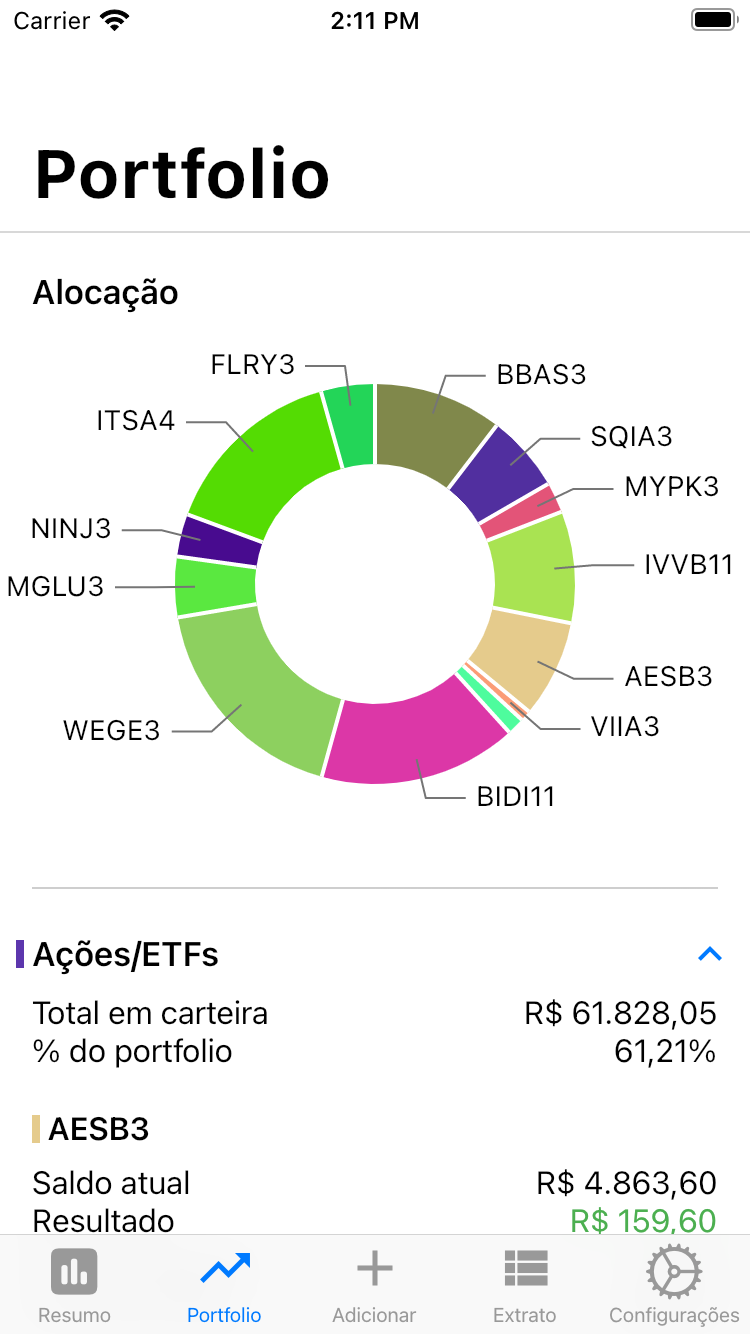 Carrier 2:11 PM
Portfolio
Alocação
FLRY3
BBAS3
ITSA4
SQIA3
MYPK3
NINJ3
IVVB11
MGLU3
AESB3
WEGE3
VIIA3
BIDI11
Ações/ETFs
Total em carteira R$ 61.828,05
% do portfolio 61,21%
AESB3
Saldo atual R$ 4.863,60
Resultado R$ 159,60
Resumo Portfolio Adicionar Extrato Configurações